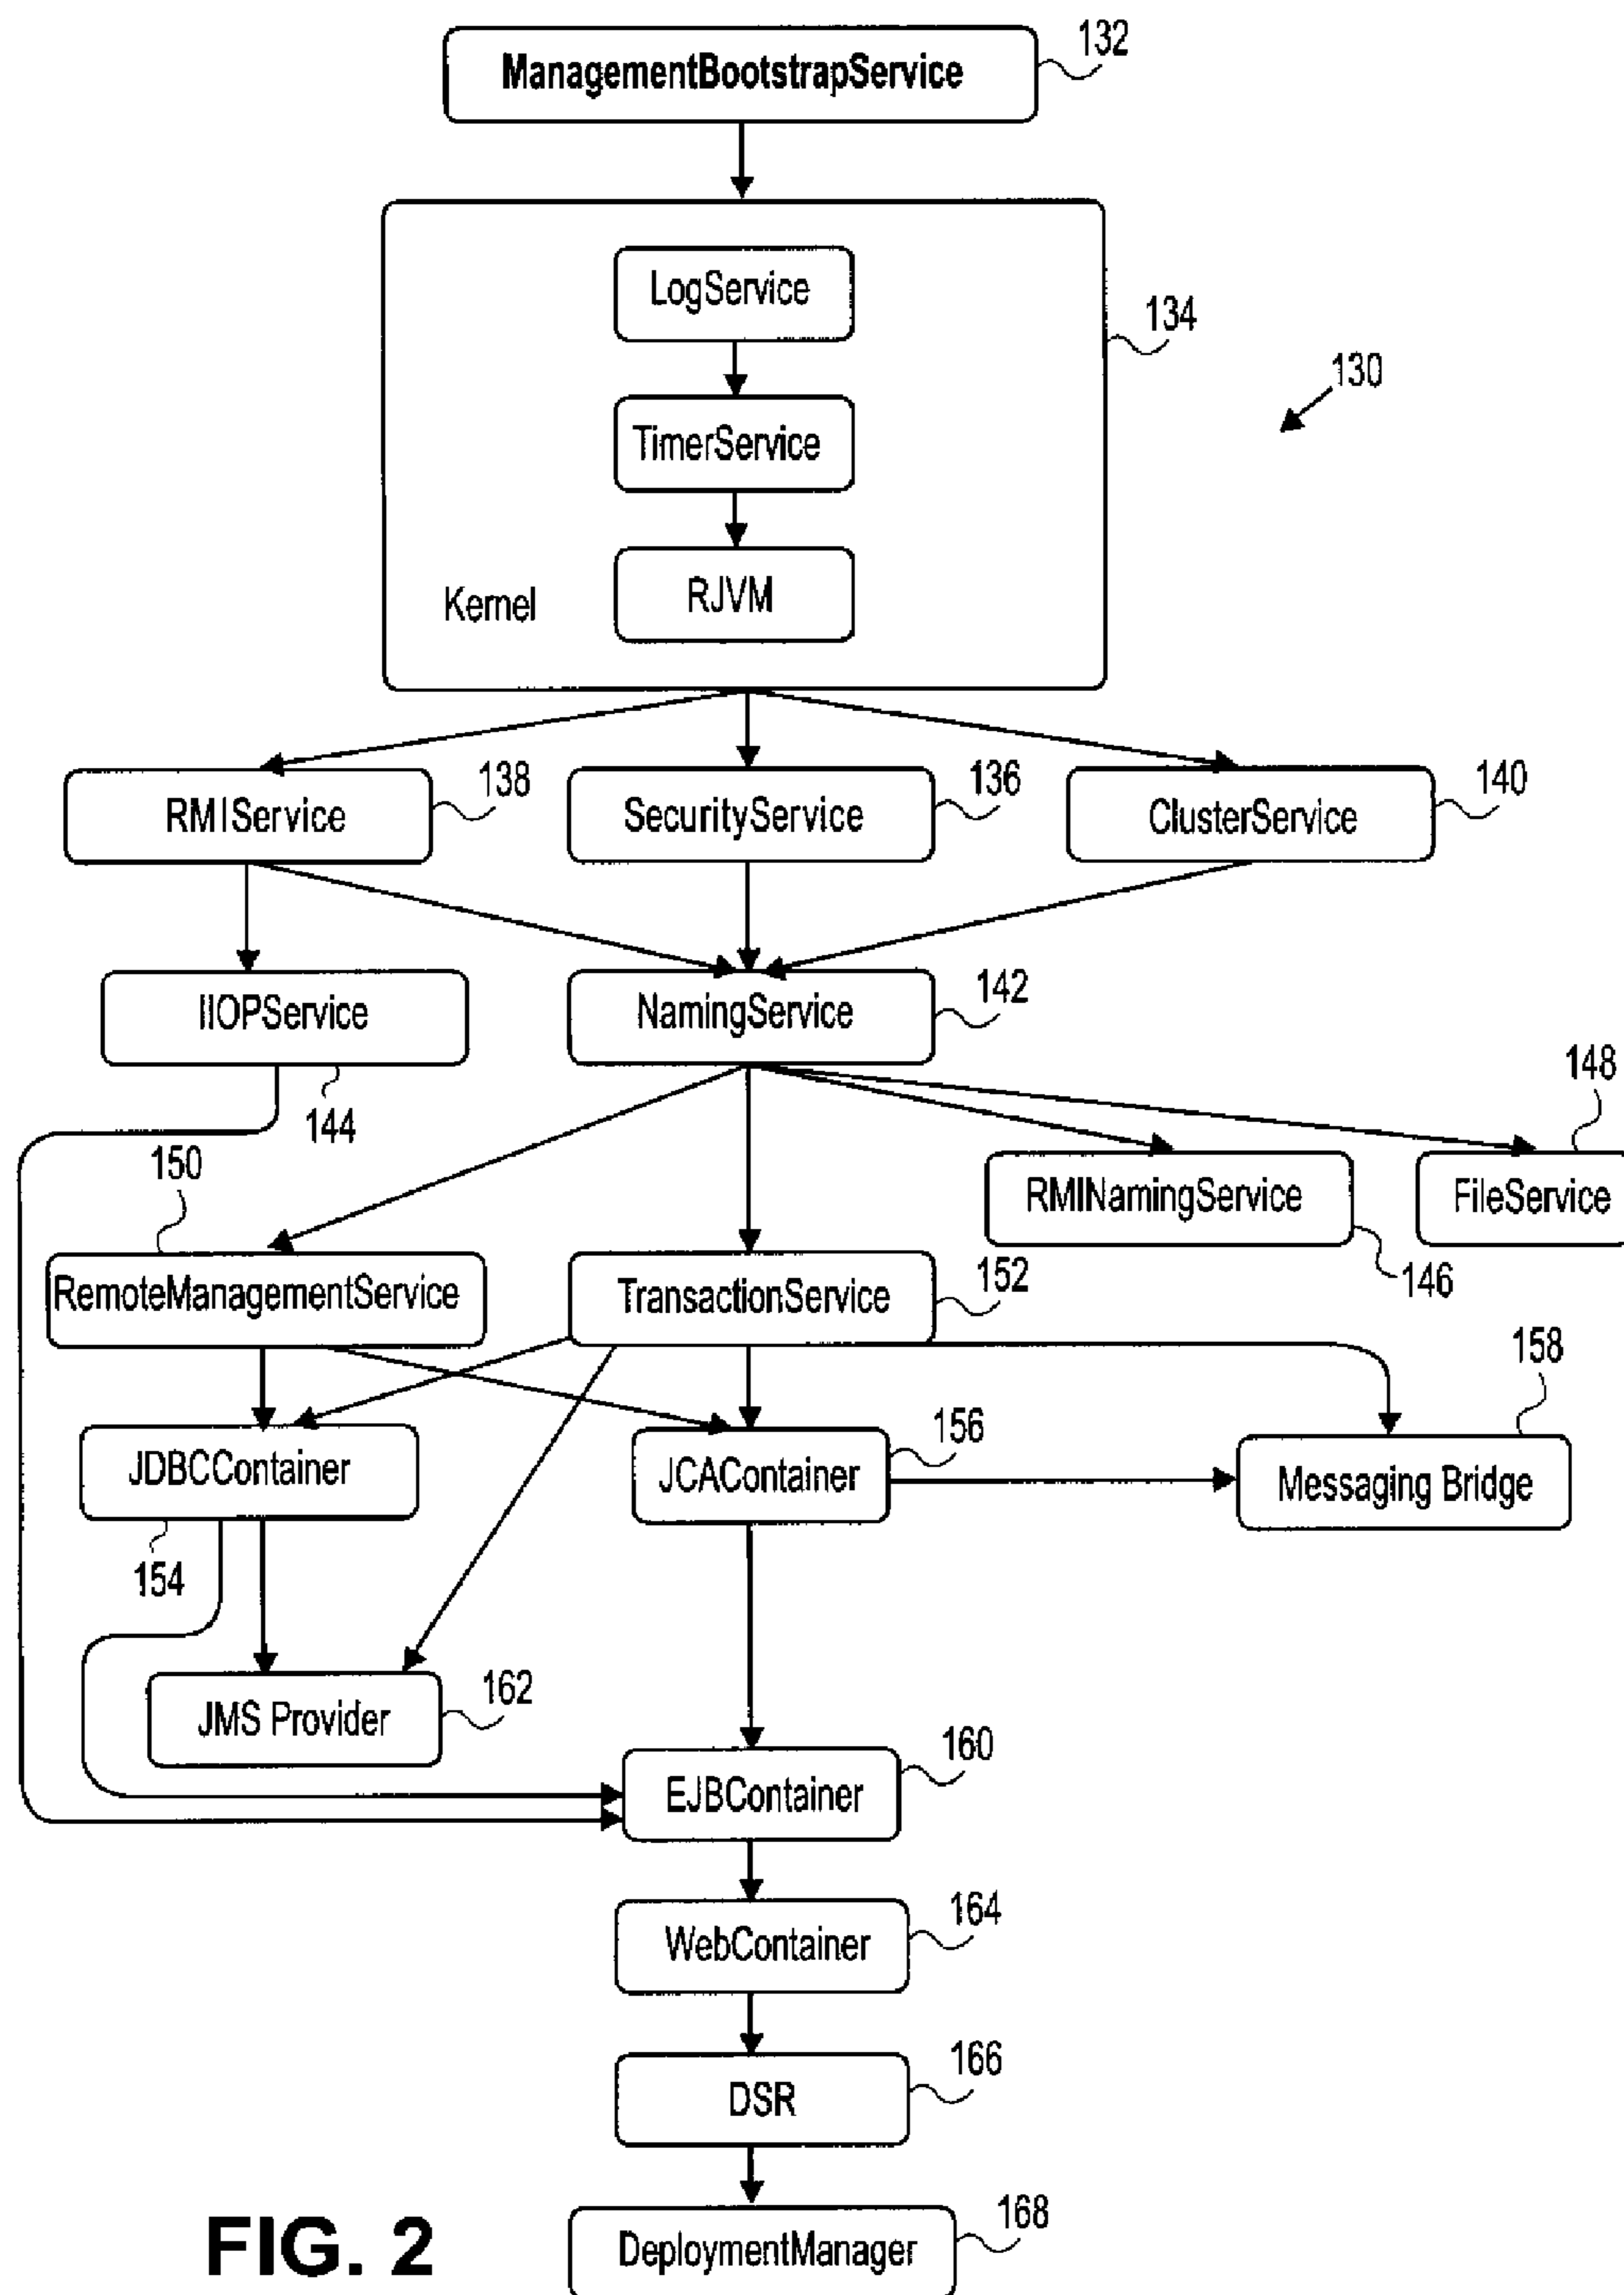 132
ManagementBootstrapService
LogService
134
130
TimerService
Kernel
RJVM
138
136
140
RMIService
SecurityService
ClusterService
IIOPService
NamingService
142
148
144
150
RMINamingService
FileService
146
RemoteManagementService
TransactionService
152
158
156
JDBCContainer
JCAContainer
Messaging Bridge
154
162
JMS Provider
160
EJBContainer
164
WebContainer
166
DSR
168
DeploymentManager
FIG. 2